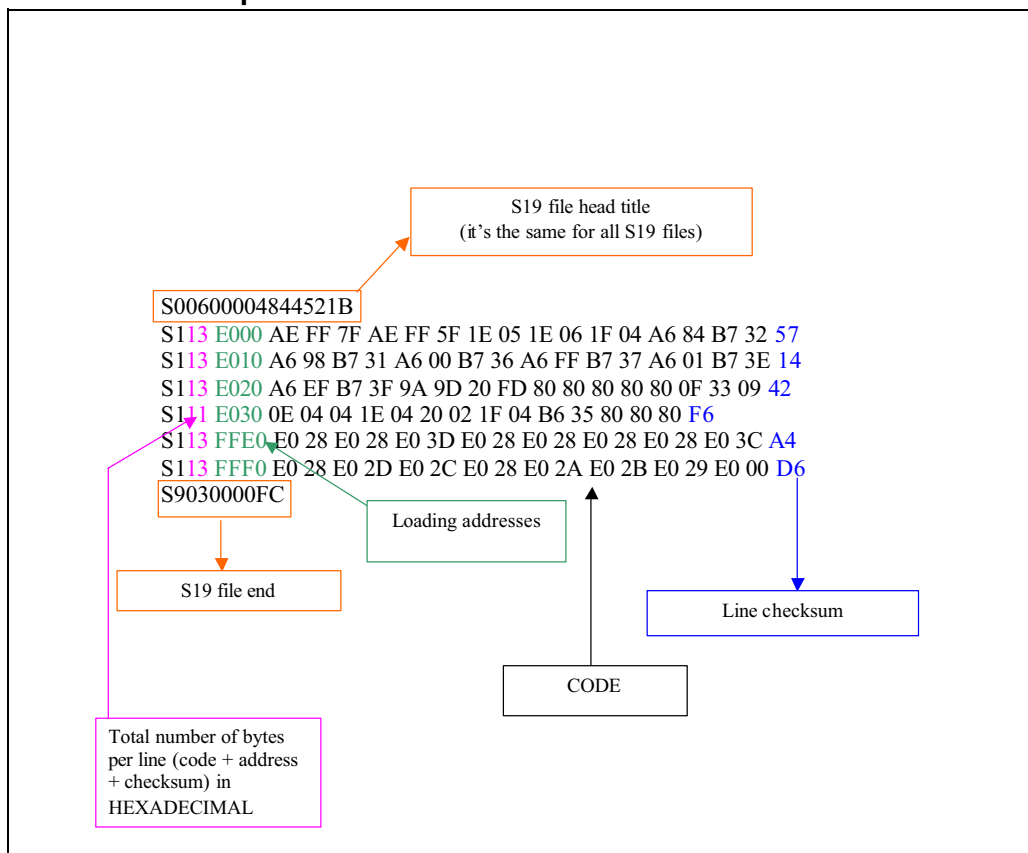 S19 file head title
(it's the same for all S19 files)
S00600004844521B
S113 E000 AE FF 7F AE FF 5F 1E 05 1E 06 1F 04 A6 84 B7 32 57
S113 E010 A6 98 B7 31 A6 00 B7 36 A6 FF B7 37 A6 01 B7 3E 14
S113 E020 A6 EF B7 3F 9A 9D 20 FD 80 80 80 80 80 0F 33 09 42
S111 E030 0E 04 04 1E 04 20 02 1F 04 B6 35 80 80 80 F6
S113 FFE0 E0 28 E0 28 E0 3D E0 28 E0 28 E0 28 E0 28 E0 3C A4
S113 FFF0 E0 28 E0 2D E0 2C E0 28 E0 2A E0 2B E0 29 E0 00 D6
S9030000FC
Loading addresses
S19 file end
Line checksum
CODE
Total number of bytes
per line (code + address
+ checksum) in
HEXADECIMAL